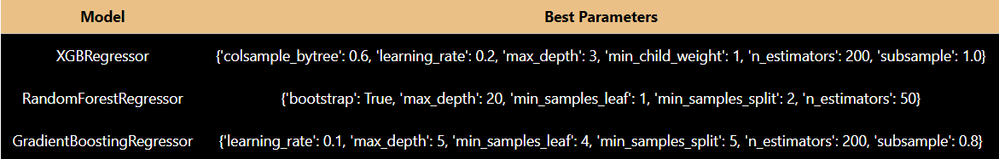 Model Best Parameters
XGBRegressor {'colsample_bytree': 0.6, 'learning_rate': 0.2, 'max_depth': 3, 'min_child_weight': 1, 'n_estimators': 200, 'subsample': 1.0}
RandomForestRegressor {'bootstrap': True, 'max_depth': 20, 'min_samples_leaf': 1, 'min_samples_split': 2, 'n_estimators': 50}
GradientBoostingRegressor {'learning_rate': 0.1, 'max_depth': 5, 'min_samples_leaf': 4, 'min_samples_split': 5, 'n_estimators': 200, 'subsample': 0.8}